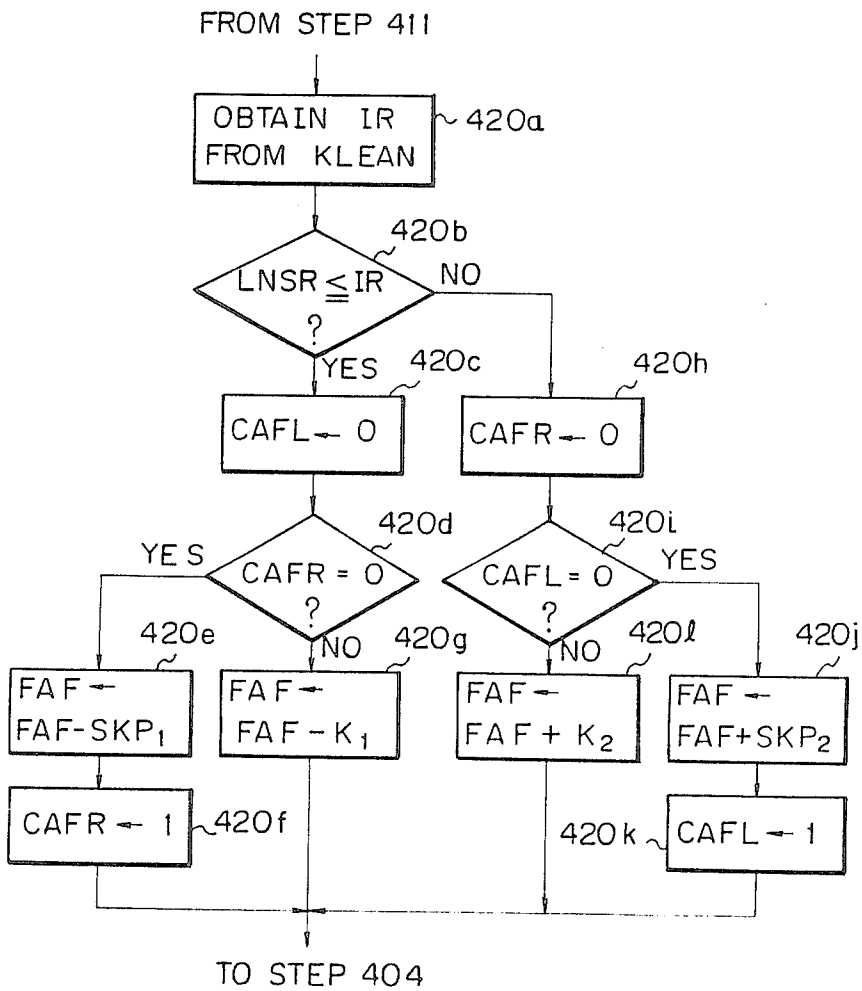 FROM STEP 411
OBTAIN IR
FROM KLEAN
420a
420b
LNSR ≦ IR
?
NO
YES
420c
420h
CAFL ← 0
CAFR ← 0
420d
420i
YES
CAFR = 0
?
NO
CAFL = 0
?
NO
YES
420e
420g
420l
420j
FAF ←
FAF-SKP₁
FAF ←
FAF - K₁
FAF ←
FAF + K₂
FAF ←
FAF+SKP₂
CAFR ← 1
420f
420k
CAFL ← 1
TO STEP 404